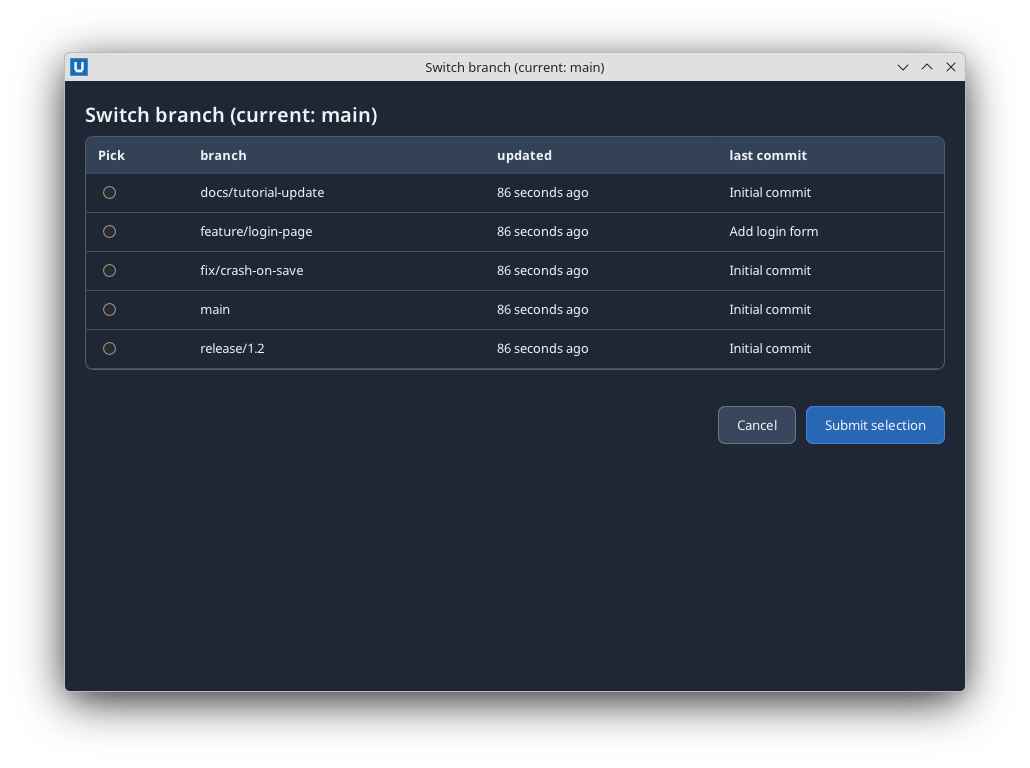 Switch branch (current: main)
Switch branch (current: main)
Pick branch updated last commit
docs/tutorial-update 86 seconds ago Initial commit
feature/login-page 86 seconds ago Add login form
fix/crash-on-save 86 seconds ago Initial commit
main 86 seconds ago Initial commit
release/1.2 86 seconds ago Initial commit
Cancel Submit selection